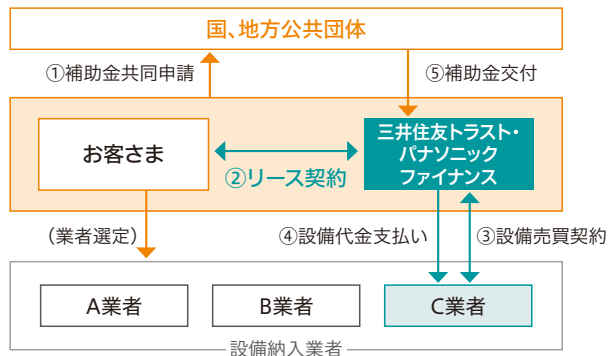 国、地方公共団体
①補助金共同申請
⑤補助金交付
お客さま
②リース契約
三井住友トラスト・
パナソニック
ファイナンス
（業者選定）
④設備代金支払い
③設備売買契約
A業者
B業者
C業者
設備納入業者